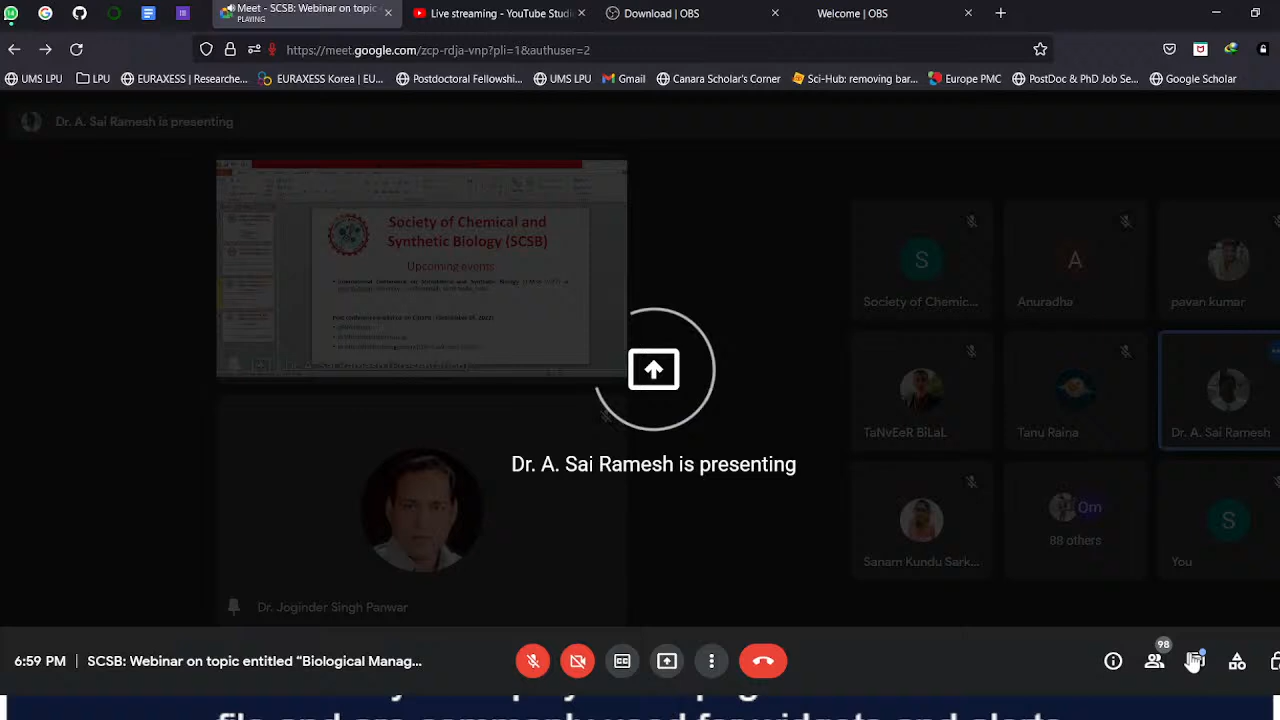 Meet - SCSB: Webinar on topic
PLAYING
Live streaming - YouTube Studi
Download | OBS
Welcome | OBS
https://meet.google.com/zcp-rdja-vnp?pli=1&authuser=2
UMS LPU
LPU
EURAXESS | Researche...
EURAXESS Korea | EU...
Postdoctoral Fellowshi...
UMS LPU
Gmail
Canara Scholar's Corner
Sci-Hub: removing bar...
Europe PMC
PostDoc & PhD Job Se...
Google Scholar
Dr. A. Sai Ramesh is presenting
Society of Chemical and
Synthetic Biology (SCSB)
Upcoming events
S
Society of Chemic...
A
Anuradha
pavan kumar
TaNvEeR BiLaL
Tanu Raina
Dr. A. Sai Ramesh
Dr. A. Sai Ramesh is presenting
Sanam Kundu Sark...
Om
88 others
S
You
Dr. Joginder Singh Panwar
98
6:59 PM | SCSB: Webinar on topic entitled “Biological Manag...